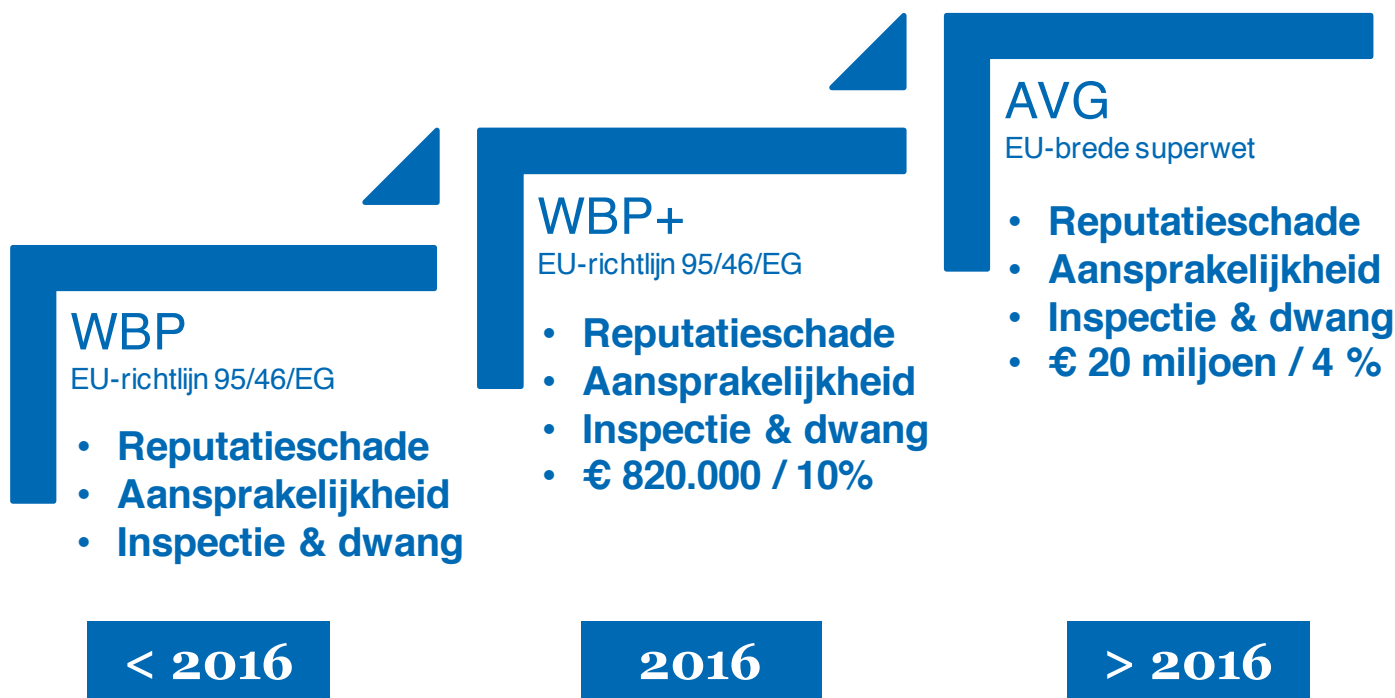 WBP
EU-richtlijn 95/46/EG
• Reputatieschade
• Aansprakelijkheid
• Inspectie & dwang
< 2016
WBP+
EU-richtlijn 95/46/EG
• Reputatieschade
• Aansprakelijkheid
• Inspectie & dwang
• € 820.000 / 10%
2016
AVG
EU-brede superwet
• Reputatieschade
• Aansprakelijkheid
• Inspectie & dwang
• € 20 miljoen / 4 %
> 2016